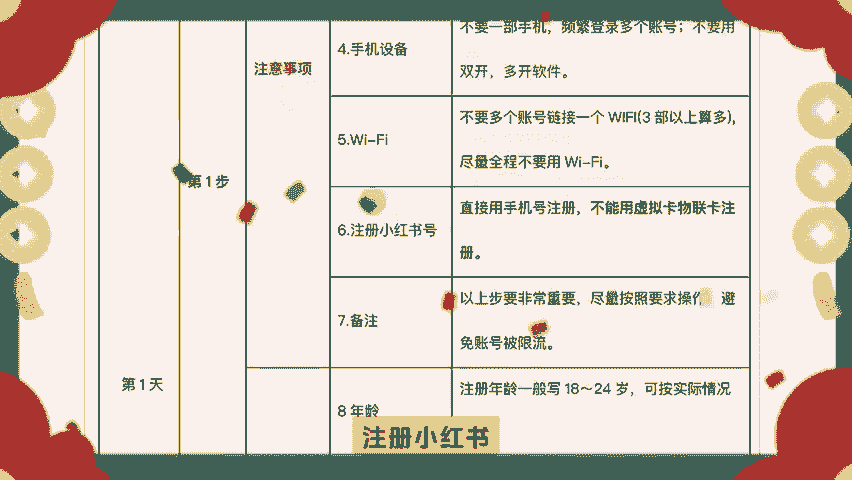 不要一部手机，频繁登录多个账号；不要用
4.手机设备
注意事项
双开，多开软件。
不要多个账号链接一个 WIFI(3 部以上算多),
5.Wi-Fi
尽量全程不要用 Wi-Fi。
第 1 步
直接用手机号注册，不能用虚拟卡物联卡注
6.注册小红书号
册。
以上步要非常重要，尽量按照要求操作 避
7.备注
免账号被限流。
第 1 天
注册年龄一般写 18～24 岁，可按实际情况
8 年龄
注册小红书